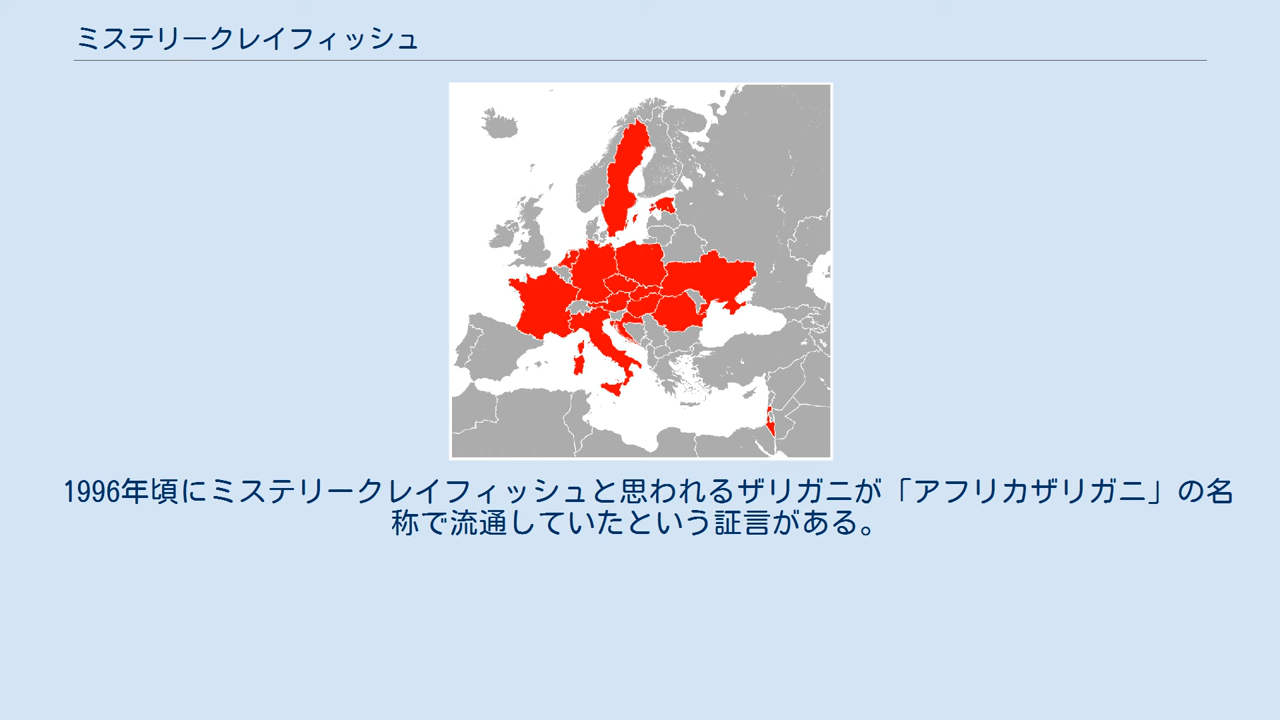 ミステリークレイフィッシュ
1996年頃にミステリークレイフィッシュと思われるザリガニが「アフリカザリガニ」の名
称で流通していたという証言がある。